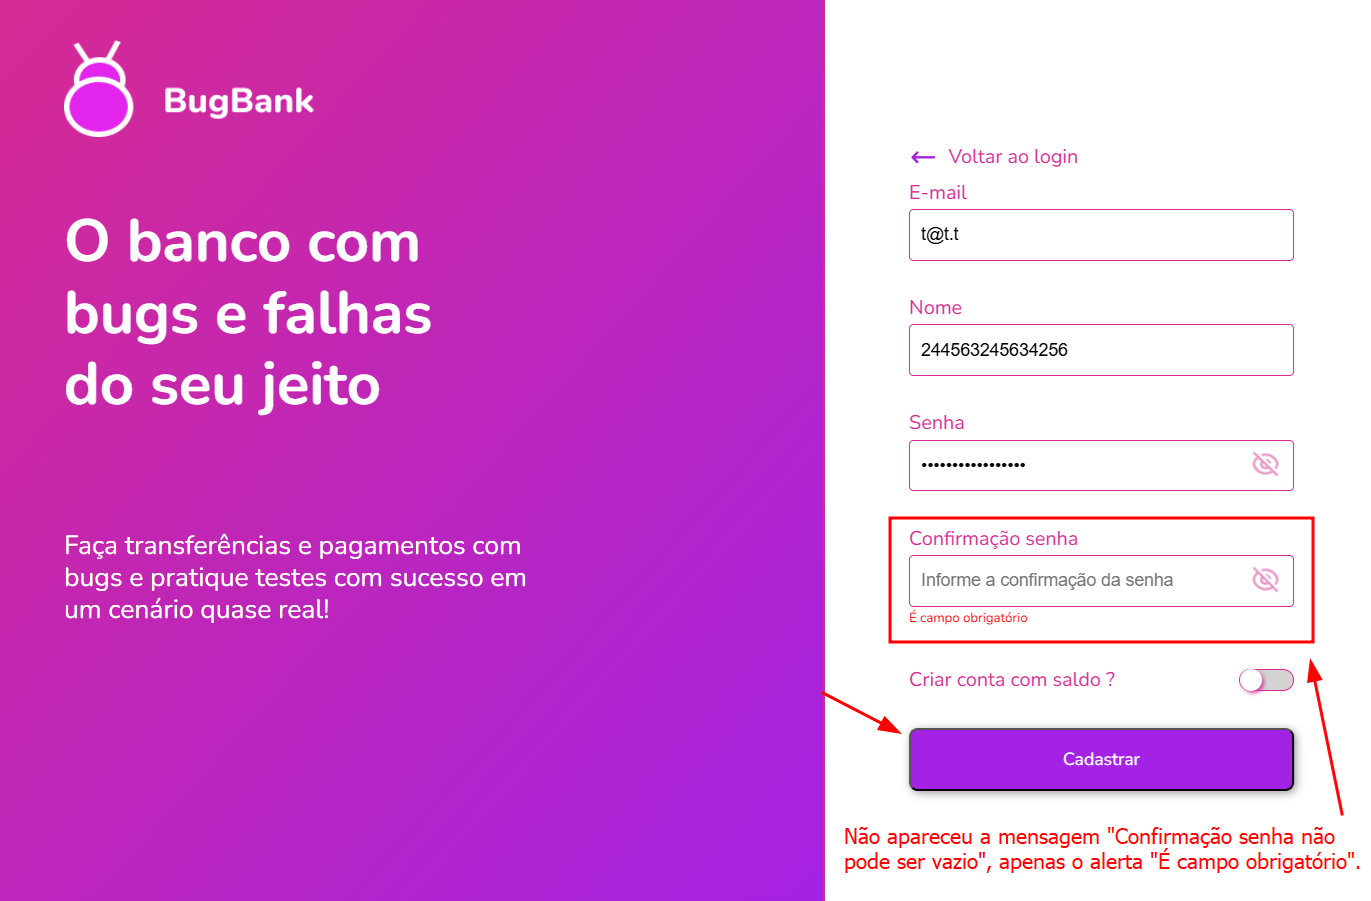 BugBank
O banco com
bugs e falhas
do seu jeito
Faça transferências e pagamentos com
bugs e pratique testes com sucesso em
um cenário quase real!
Voltar ao login
E-mail
t@t.t
Nome
244563245634256
Senha
•••••••••••••••••
Confirmação senha
Informe a confirmação da senha
É campo obrigatório
Criar conta com saldo ?
Cadastrar
Não apareceu a mensagem "Confirmação senha não
pode ser vazio", apenas o alerta "É campo obrigatório".